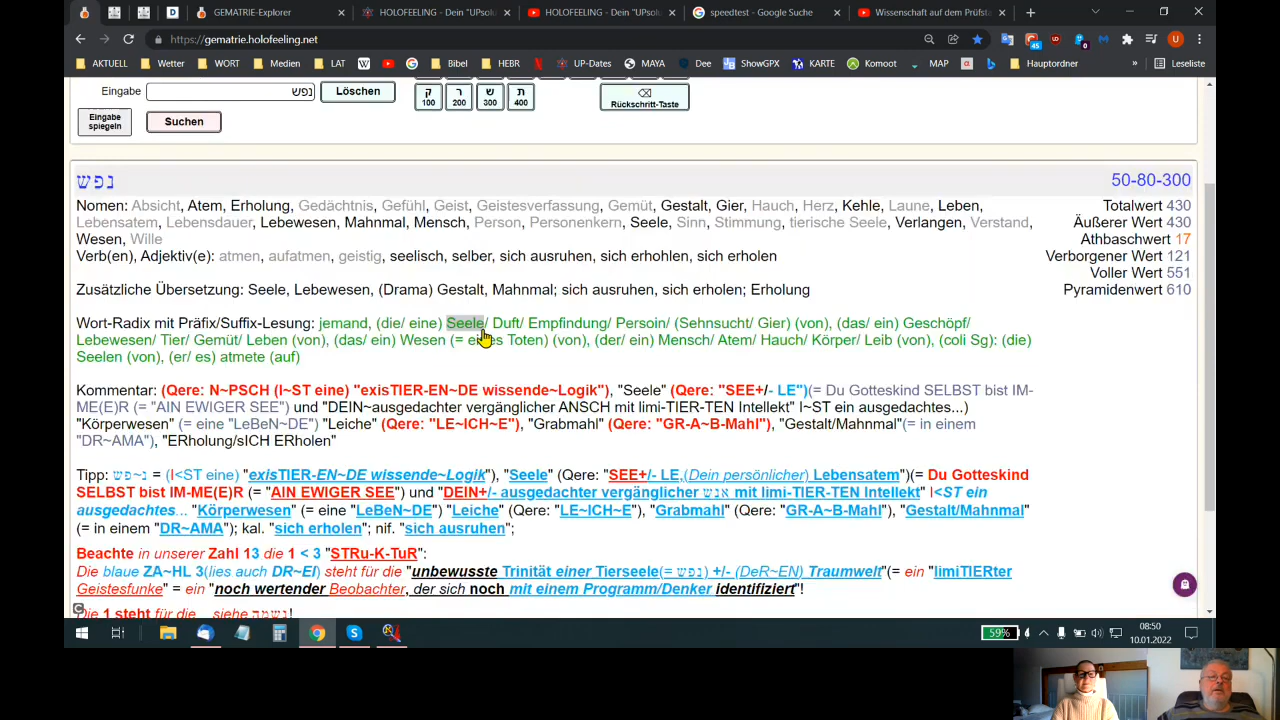 GEMATRIE-Explorer
HOLOFEELING - Dein "UPsolu
HOLOFEELING - Dein "UPsolu
speedtest - Google Suche
Wissenschaft auf dem Prüfsta
https://gematrie.holofeeling.net
45
0
U
AKTUELL
Wetter
WORT
Medien
LAT
Bibel
HEBR
UP-Dates
MAYA
Dee
ShowGPX
KARTE
Komoot
MAP
Hauptordner
Leseliste
Eingabe
נפש
Löschen
ק
100
ר
200
ש
300
ת
400
Rückschritt-Taste
Eingabe
spiegeln
Suchen
נפש
50-80-300
Nomen: Absicht, Atem, Erholung, Gedächtnis, Gefühl, Geist, Geistesverfassung, Gemüt, Gestalt, Gier, Hauch, Herz, Kehle, Laune, Leben,
Lebensatem, Lebensdauer, Lebewesen, Mahnmal, Mensch, Person, Personenkern, Seele, Sinn, Stimmung, tierische Seele, Verlangen, Verstand,
Wesen, Wille
Verb(en), Adjektiv(e): atmen, aufatmen, geistig, seelisch, selber, sich ausruhen, sich erhohlen, sich erholen
Totalwert 430
Äußerer Wert 430
Athbaschwert 17
Verborgener Wert 121
Voller Wert 551
Pyramidenwert 610
Zusätzliche Übersetzung: Seele, Lebewesen, (Drama) Gestalt, Mahnmal; sich ausruhen, sich erholen; Erholung
Wort-Radix mit Präfix/Suffix-Lesung: jemand, (die/ eine) Seele/ Duft/ Empfindung/ Persoin/ (Sehnsucht/ Gier) (von), (das/ ein) Geschöpf/
Lebewesen/ Tier/ Gemüt/ Leben (von), (das/ ein) Wesen (= eines Toten) (von), (der/ ein) Mensch/ Atem/ Hauch/ Körper/ Leib (von), (coli Sg): (die)
Seelen (von), (er/ es) atmete (auf)
Kommentar: (Qere: N~PSCH (I~ST eine) "exisTIER-EN~DE wissende~Logik"), "Seele" (Qere: "SEE+/- LE")(= Du Gotteskind SELBST bist IM-
ME(E)R (= "AIN EWIGER SEE") und "DEIN~ausgedachter vergänglicher ANSCH mit limi-TIER-TEN Intellekt" I~ST ein ausgedachtes...)
"Körperwesen" (= eine "LeBeN~DE") "Leiche" (Qere: "LE~ICH~E"), "Grabmahl" (Qere: "GR-A~B-Mahl"), "Gestalt/Mahnmal"(= in einem
"DR~AMA"), "ERholung/sICH ERholen"
Tipp: נ~פש = (I<ST eine) "exisTIER-EN~DE wissende~Logik"), "Seele" (Qere: SEE+/- LE,(Dein persönlicher) Lebensatem")(= Du Gotteskind
SELBST bist IM-ME(E)R (= "AIN EWIGER SEE") und "DEIN+/- ausgedachter vergänglicher אנש mit limi-TIER-TEN Intellekt" I<ST ein
ausgedachtes... "Körperwesen" (= eine "LeBeN~DE") "Leiche" (Qere: "LE~ICH~E"), "Grabmahl" (Qere: "GR-A~B-Mahl"), "Gestalt/Mahnmal"
(= in einem "DR~AMA"); kal. "sich erholen"; nif. "sich ausruhen";
Beachte in unserer Zahl 13 die 1 < 3 "STRu-K-TuR":
Die blaue ZA~HL 3(lies auch DR~EI) steht für die "unbewusste Trinität einer Tierseele(= נפש) +/- (DeR~EN) Traumwelt"(= ein "limiTIERter
Geistesfunke" = ein "noch wertender Beobachter, der sich noch mit einem Programm/Denker identifiziert"!
Die 1 steht für die... siehe נשמה!
59%
08:50
10.01.2022